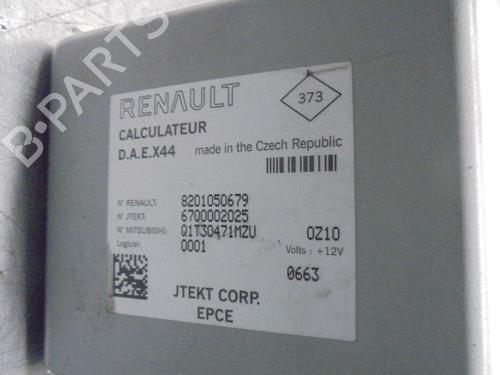 B-PARTS
RENAULT
373
CALCULATEUR
D.A.E.X44 made in the Czech Republic
N° RENAULT: 8201050679
N° JTEKT: 6700002025
N° MITSUBISHI: Q1T30471MZU 0Z10
Logiciel: 0001 Volts : +12V
0663
JTEKT CORP.
EPCE